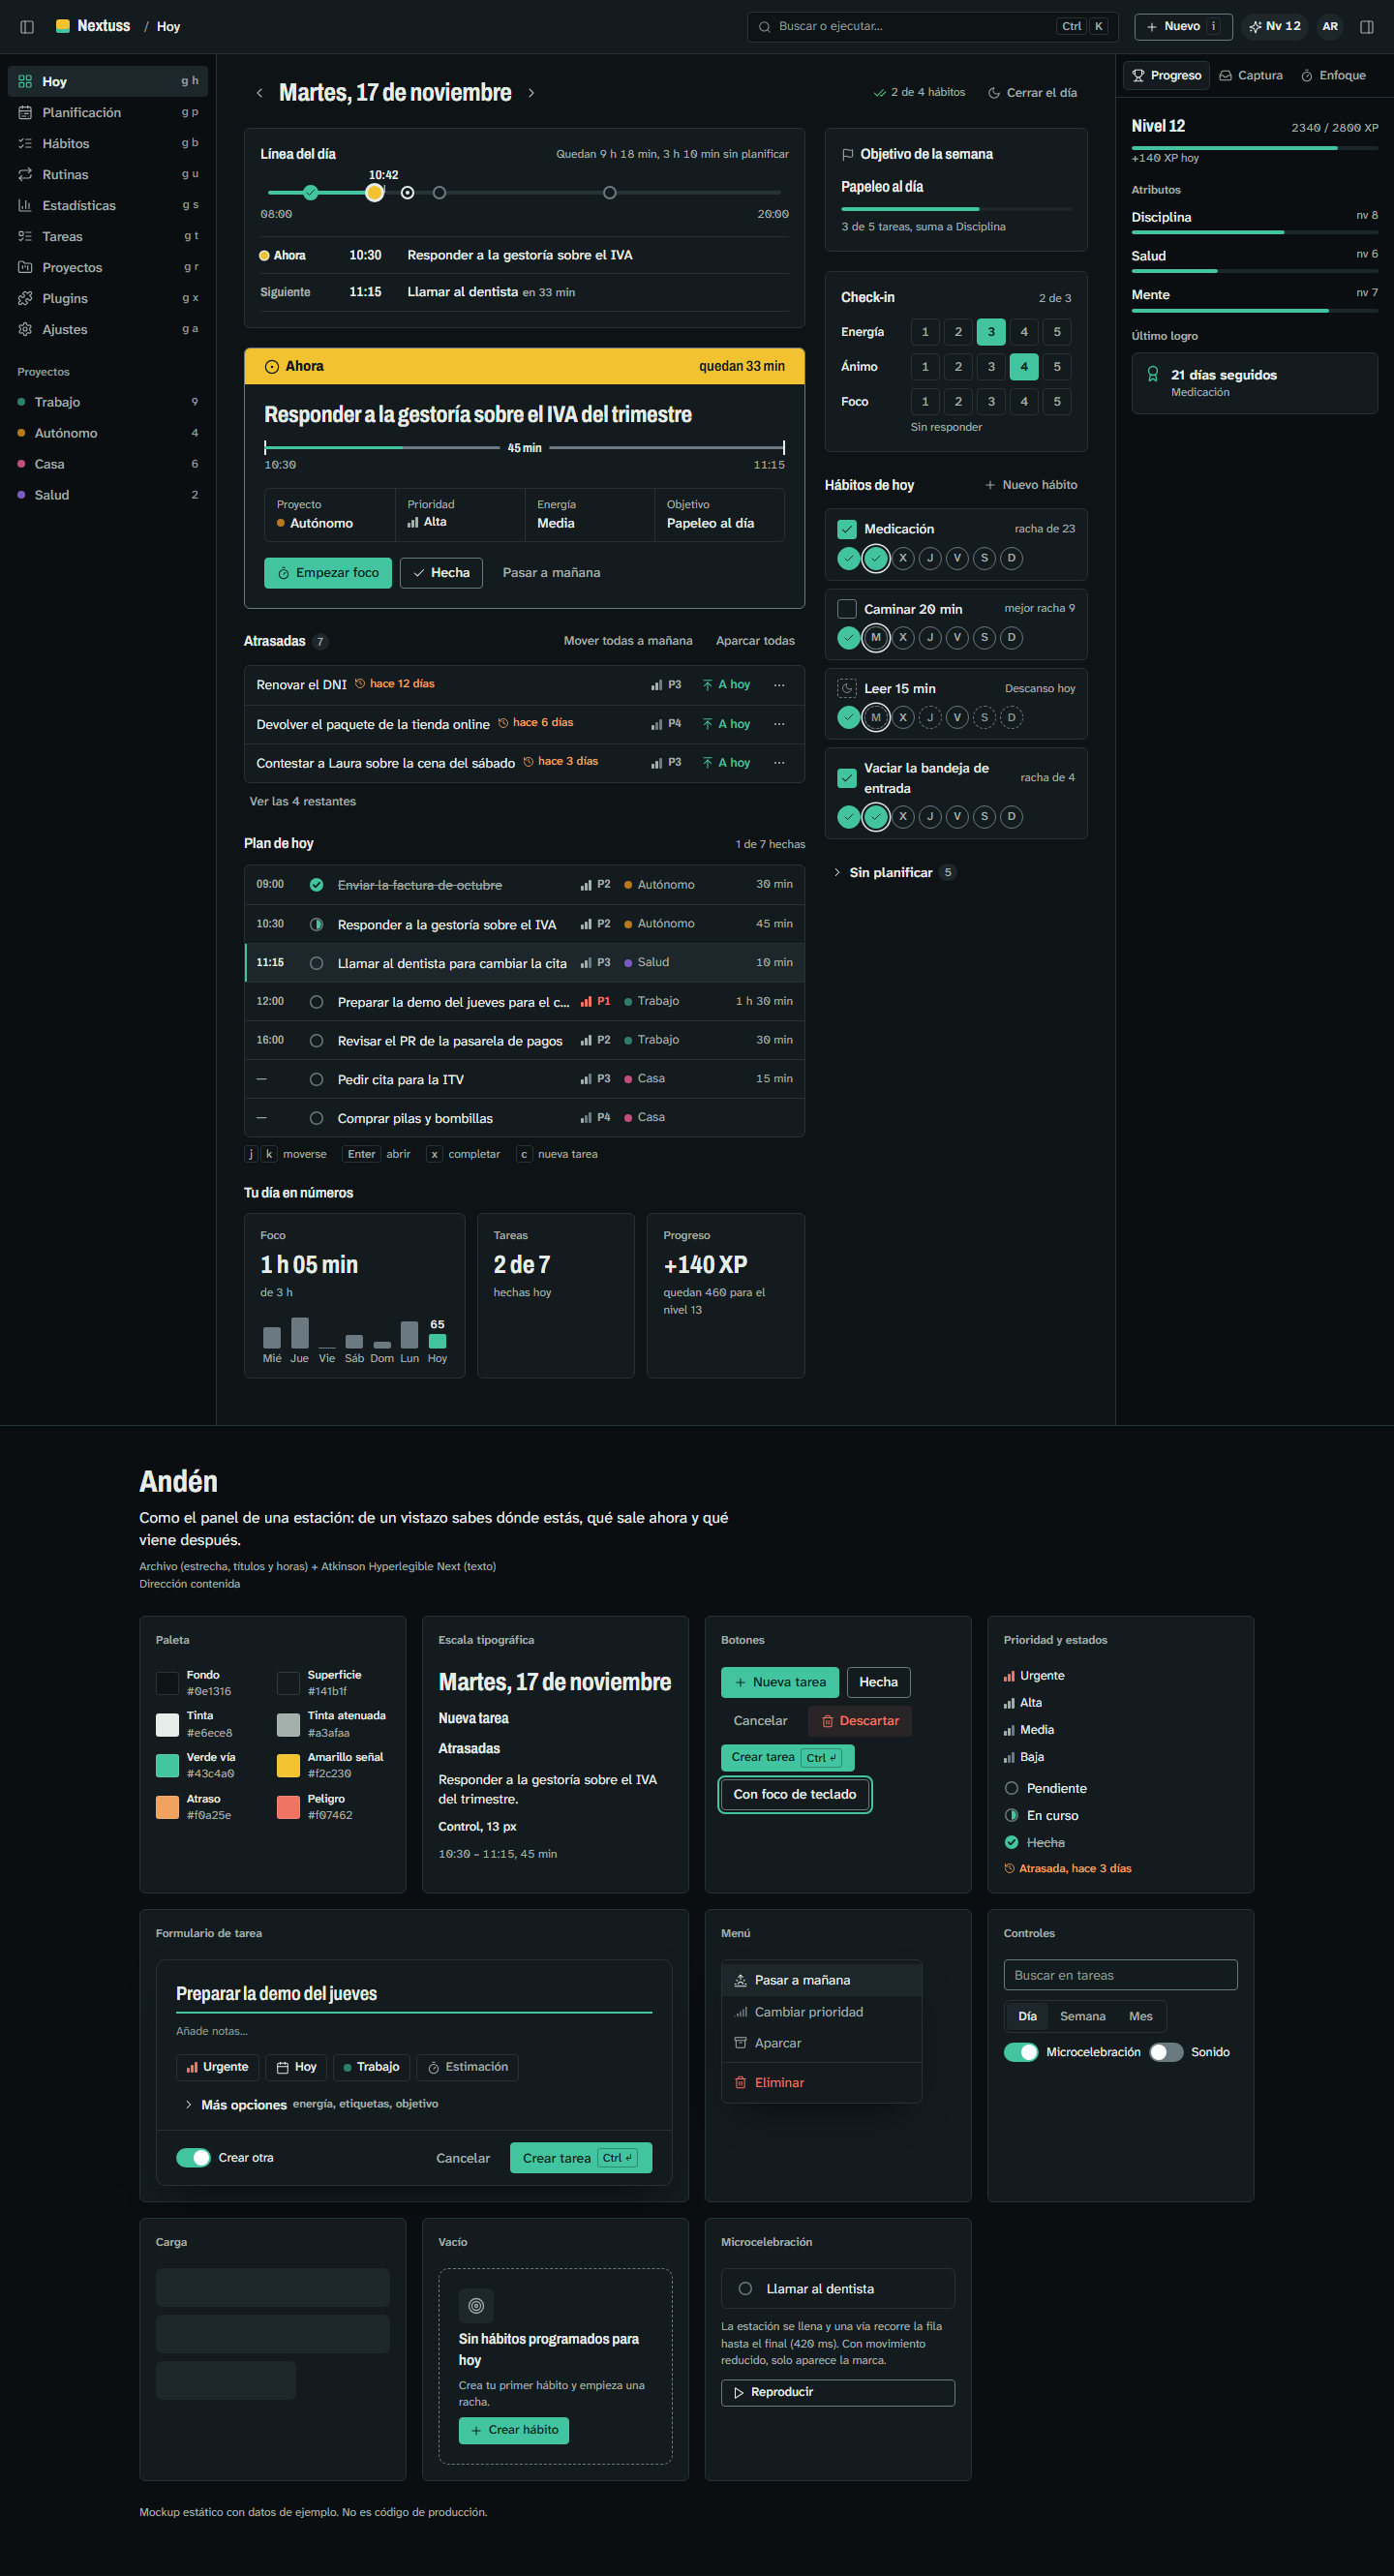 Nextuss / Hoy
Buscar o ejecutar... Ctrl K
Nuevo i
Nv 12
AR
Hoy g h
Planificación g p
Hábitos g b
Rutinas g u
Estadísticas g s
Tareas g t
Proyectos g r
Plugins g x
Ajustes g a
Proyectos
Trabajo 9
Autónomo 4
Casa 6
Salud 2
Martes, 17 de noviembre
2 de 4 hábitos
Cerrar el día
Línea del día
Quedan 9 h 18 min, 3 h 10 min sin planificar
10:42
08:00 20:00
Ahora 10:30 Responder a la gestoría sobre el IVA
Siguiente 11:15 Llamar al dentista en 33 min
Ahora quedan 33 min
Responder a la gestoría sobre el IVA del trimestre
45 min
10:30 11:15
Proyecto Prioridad Energía Objetivo
Autónomo Alta Media Papeleo al día
Empezar foco Hecha Pasar a mañana
Atrasadas 7 Mover todas a mañana Aparcar todas
Renovar el DNI hace 12 días P3 A hoy ...
Devolver el paquete de la tienda online hace 6 días P4 A hoy ...
Contestar a Laura sobre la cena del sábado hace 3 días P3 A hoy ...
Ver las 4 restantes
Plan de hoy 1 de 7 hechas
09:00 Enviar la factura de octubre P2 Autónomo 30 min
10:30 Responder a la gestoría sobre el IVA P2 Autónomo 45 min
11:15 Llamar al dentista para cambiar la cita P3 Salud 10 min
12:00 Preparar la demo del jueves para el c... P1 Trabajo 1 h 30 min
16:00 Revisar el PR de la pasarela de pagos P2 Trabajo 30 min
— Pedir cita para la ITV P3 Casa 15 min
— Comprar pilas y bombillas P4 Casa
j k moverse Enter abrir x completar c nueva tarea
Tu día en números
Foco
1 h 05 min
de 3 h
65
Mié Jue Vie Sáb Dom Lun Hoy
Tareas
2 de 7
hechas hoy
Progreso
+140 XP
quedan 460 para el
nivel 13
Objetivo de la semana
Papeleo al día
3 de 5 tareas, suma a Disciplina
Check-in 2 de 3
Energía 1 2 3 4 5
Ánimo 1 2 3 4 5
Foco 1 2 3 4 5
Sin responder
Hábitos de hoy Nuevo hábito
Medicación racha de 23
X J V S D
Caminar 20 min mejor racha 9
M X J V S D
Leer 15 min Descanso hoy
M X J V S D
Vaciar la bandeja de
entrada
racha de 4
X J V S D
Sin planificar 5
Progreso Captura Enfoque
Nivel 12 2340 / 2800 XP
+140 XP hoy
Atributos
Disciplina nv 8
Salud nv 6
Mente nv 7
Último logro
21 días seguidos
Medicación
Andén
Como el panel de una estación: de un vistazo sabes dónde estás, qué sale ahora y qué
viene después.
Archivo (estrecha, títulos y horas) + Atkinson Hyperlegible Next (texto)
Dirección contenida
Paleta
Fondo
#0e1316
Superficie
#141b1f
Tinta
#e6ece8
Tinta atenuada
#a3afaa
Verde vía
#43c4a0
Amarillo señal
#f2c230
Atraso
#f0a25e
Peligro
#f07462
Escala tipográfica
Martes, 17 de noviembre
Nueva tarea
Atrasadas
Responder a la gestoría sobre el IVA
del trimestre.
Control, 13 px
10:30 – 11:15, 45 min
Botones
Nueva tarea Hecha
Cancelar Descartar
Crear tarea Ctrl ↵
Con foco de teclado
Prioridad y estados
Urgente
Alta
Media
Baja
Pendiente
En curso
Hecha
Atrasada, hace 3 días
Formulario de tarea
Preparar la demo del jueves
Añade notas...
Urgente Hoy Trabajo Estimación
Más opciones energía, etiquetas, objetivo
Crear otra Cancelar Crear tarea Ctrl ↵
Menú
Pasar a mañana
Cambiar prioridad
Aparcar
Eliminar
Controles
Buscar en tareas
Día Semana Mes
Microcelebración Sonido
Carga
Vacío
Sin hábitos programados para
hoy
Crea tu primer hábito y empieza una
racha.
Crear hábito
Microcelebración
Llamar al dentista
La estación se llena y una vía recorre la fila
hasta el final (420 ms). Con movimiento
reducido, solo aparece la marca.
Reproducir
Mockup estático con datos de ejemplo. No es código de producción.